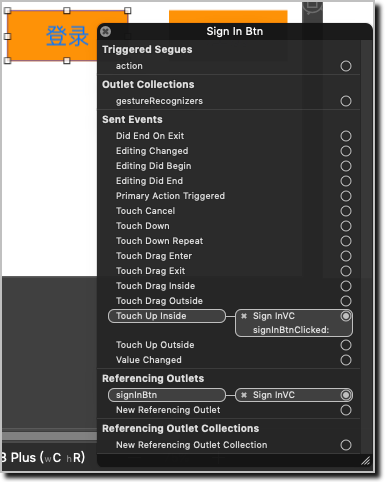 登录
Sign In Btn
Triggered Segues
action
Outlet Collections
gestureRecognizers
Sent Events
Did End On Exit
Editing Changed
Editing Did Begin
Editing Did End
Primary Action Triggered
Touch Cancel
Touch Down
Touch Down Repeat
Touch Drag Enter
Touch Drag Exit
Touch Drag Inside
Touch Drag Outside
Touch Up Inside Sign InVC
signInBtnClicked:
Touch Up Outside
Value Changed
Referencing Outlets
signInBtn Sign InVC
New Referencing Outlet
Referencing Outlet Collections
New Referencing Outlet Collection
Plus (wC hR)